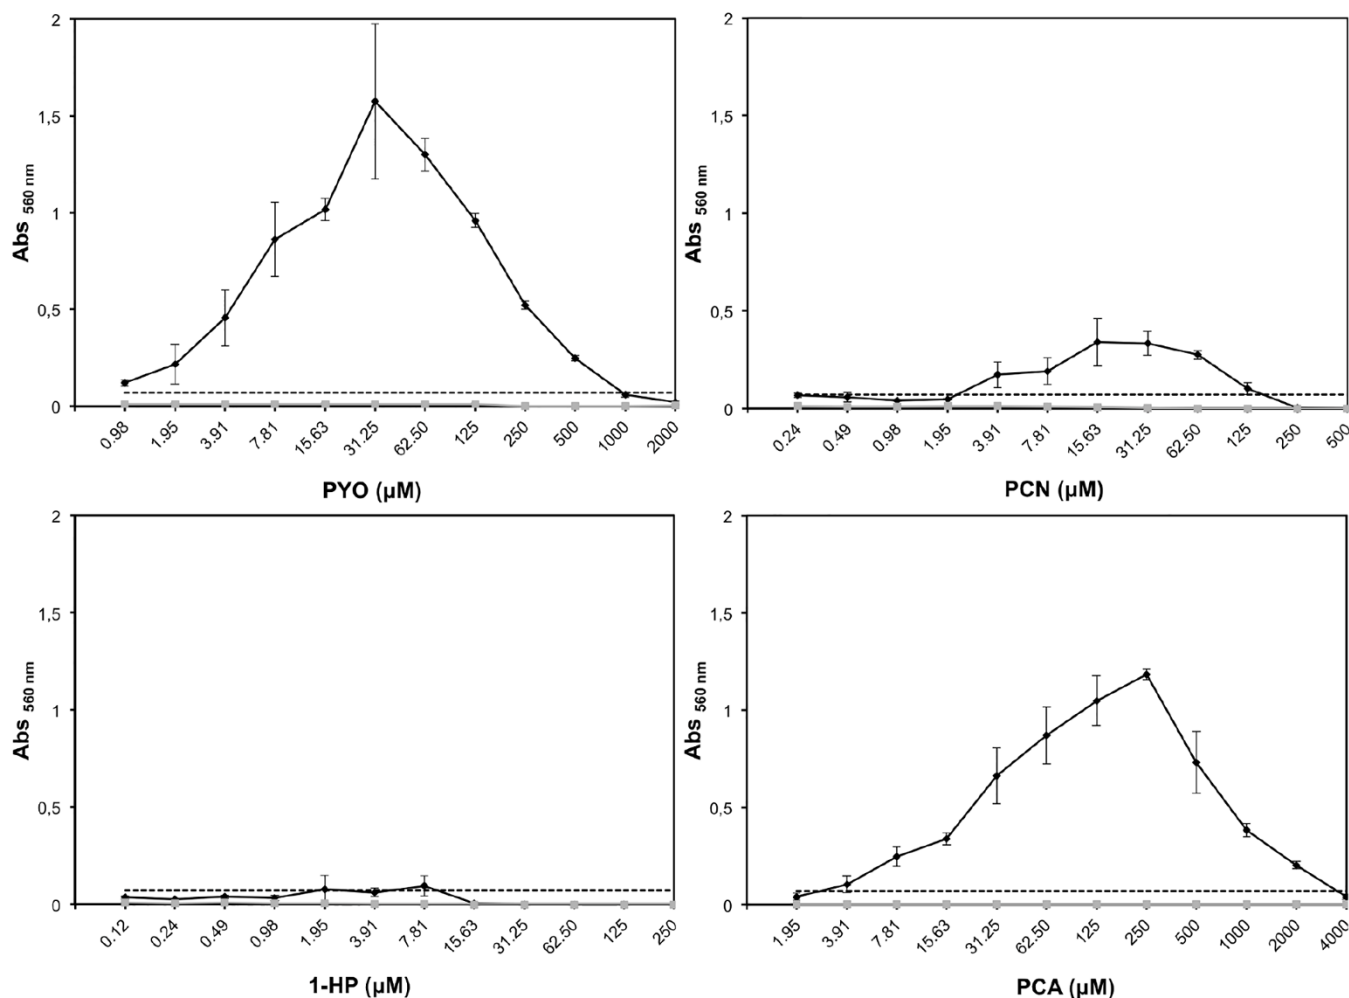 2
1,5
1
0,5
0
Abs 560 nm
0.98 1.95 3.91 7.81 15.63 31.25 62.50 125 250 500 1000 2000
PYO (µM)
2
1,5
1
0,5
0
Abs 560 nm
0.24 0.49 0.98 1.95 3.91 7.81 15.63 31.25 62.50 125 250 500
PCN (µM)
2
1,5
1
0,5
0
Abs 560 nm
0.12 0.24 0.49 0.98 1.95 3.91 7.81 15.63 31.25 62.50 125 250
1-HP (µM)
2
1,5
1
0,5
0
Abs 560 nm
1.95 3.91 7.81 15.63 31.25 62.50 125 250 500 1000 2000 4000
PCA (µM)